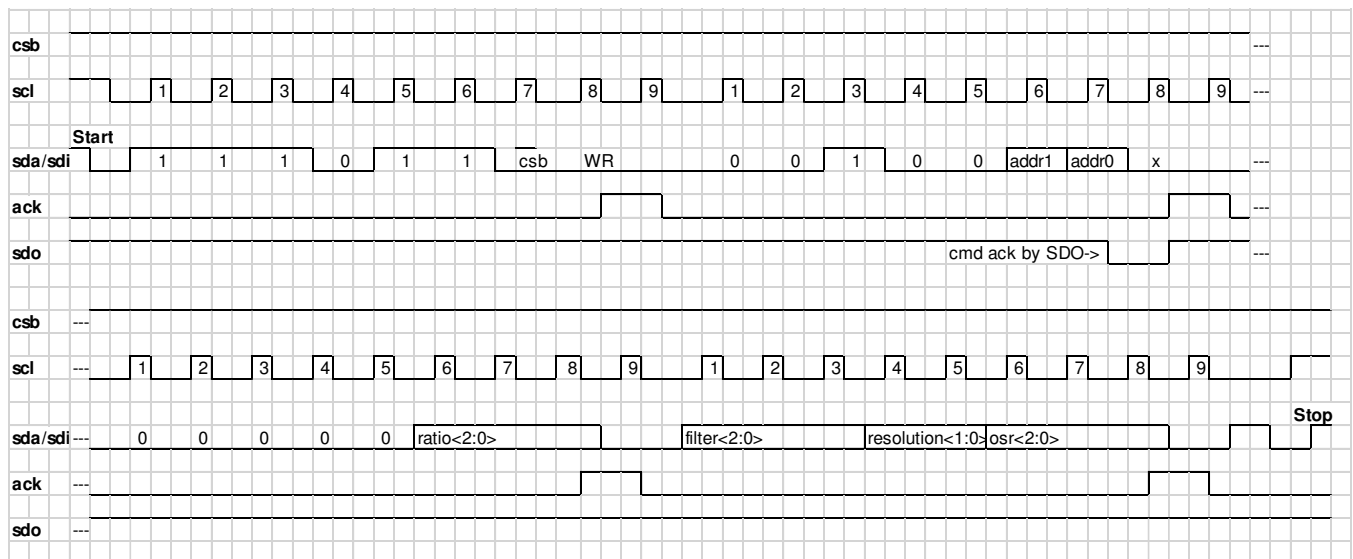 csb ---
scl 1 2 3 4 5 6 7 8 9 1 2 3 4 5 6 7 8 9 ---
Start
sda/sdi 1 1 1 0 1 1 csb WR 0 0 1 0 0 addr1 addr0 x ---
ack ---
sdo cmd ack by SDO-> ---
csb ---
scl --- 1 2 3 4 5 6 7 8 9 1 2 3 4 5 6 7 8 9
Stop
sda/sdi --- 0 0 0 0 0 ratio<2:0> filter<2:0> resolution<1:0> osr<2:0>
ack ---
sdo ---